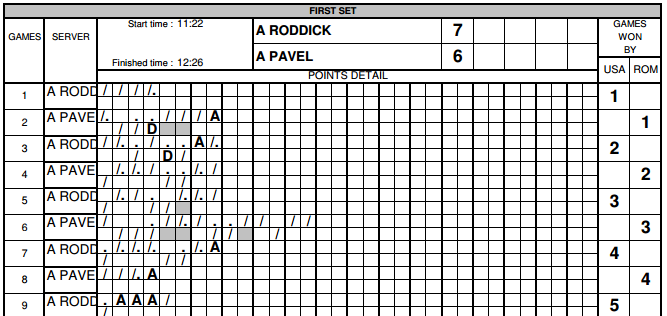 FIRST SET
GAMES SERVER Start time : 11:22 A RODDICK 7 GAMES WON BY
Finished time : 12:26 A PAVEL 6
POINTS DETAIL USA ROM
1 A RODD / / / /. 1
2 A PAVE /. . . / / / A 1
/ / D
3 A RODD / /. . / . . A /. 2
/ D /
4 A PAVE . /. /. . /. /. / 2
/ /
5 A RODD . /. / . /. /. / 3
/ / /
6 A PAVE / . / /. / . . / / / / 3
/ / / / / /
7 A RODD . /. /. /. . /. A 4
/ / /
8 A PAVE / / /. A 4
9 A RODD . A A A / 5
/